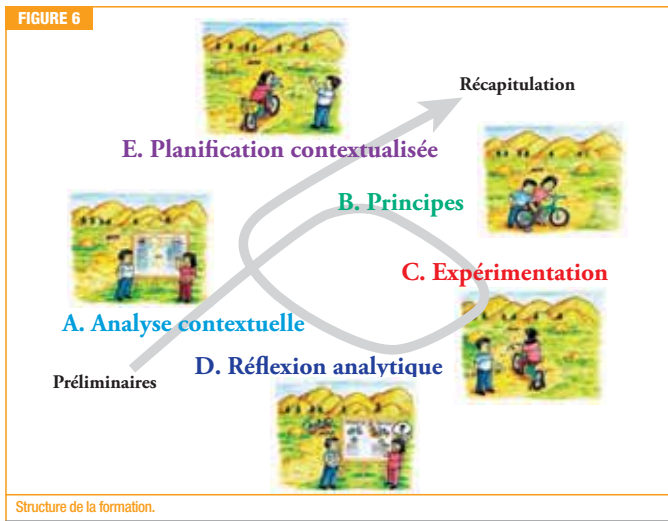 FIGURE 6
Récapitulation
E. Planification contextualisée
B. Principes
C. Expérimentation
A. Analyse contextuelle
D. Réflexion analytique
Préliminaires
?
Structure de la formation.